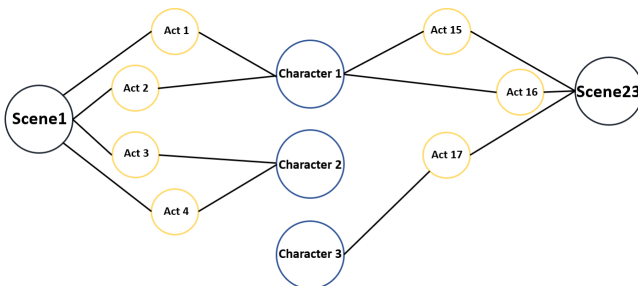 Act 1
Act 15
Character 1
Act 2
Act 16
Scene1
Scene23
Act 3
Character 2
Act 17
Act 4
Character 3